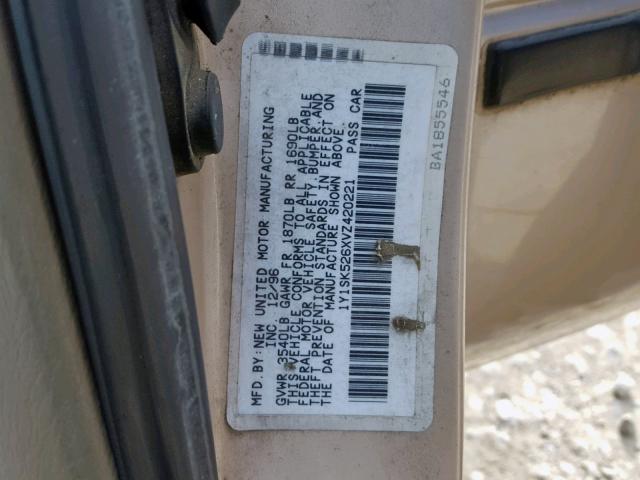 MFD.BY:NEW UNITED MOTOR MANUFACTURING
INC. 12/96
GVWR 3540LB GAWR FR 1870LB RR 1690LB
THIS VEHICLE CONFORMS TO ALL APPLICABLE
FEDERAL MOTOR VEHICLE SAFETY,BUMPER,AND
THEFT PREVENTION STANDARDS IN EFFECT ON
THE DATE OF MANUFACTURE SHOWN ABOVE.
1Y1SK526XVZ420221 PASS CAR
BA1855546